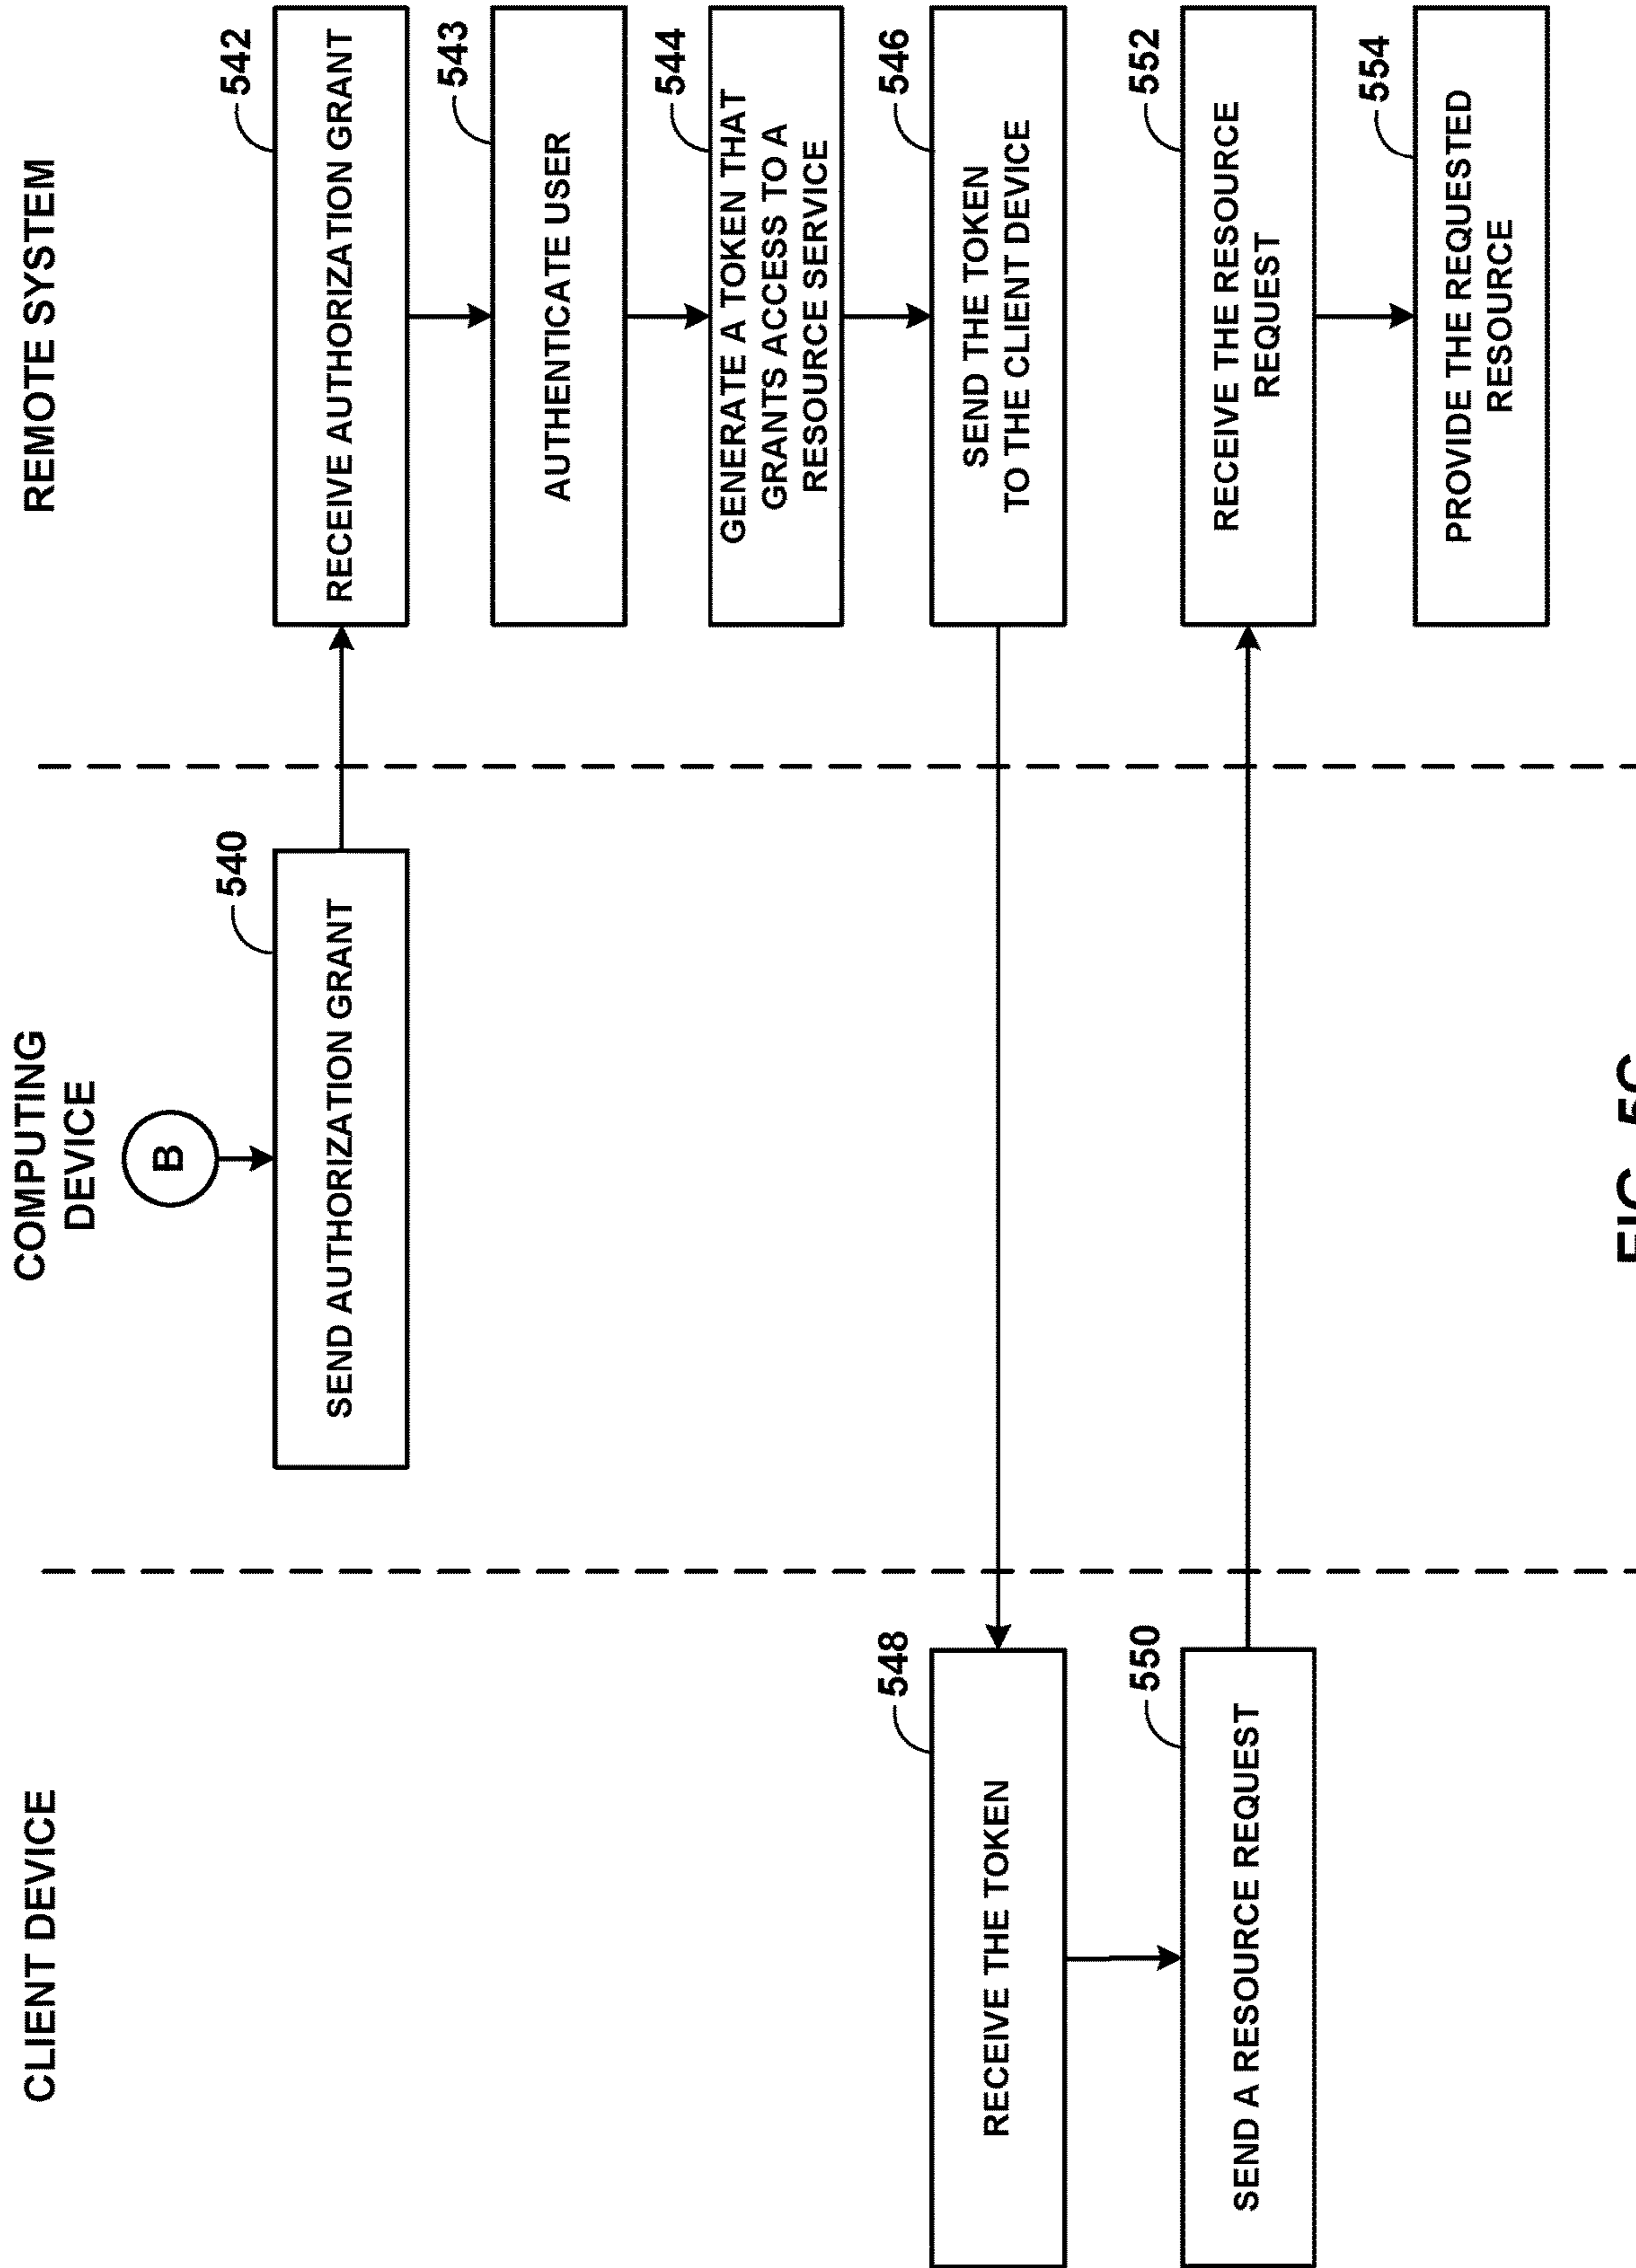 CLIENT DEVICE
COMPUTING
DEVICE
REMOTE SYSTEM
B
540
SEND AUTHORIZATION GRANT
542
RECEIVE AUTHORIZATION GRANT
543
AUTHENTICATE USER
544
GENERATE A TOKEN THAT
GRANTS ACCESS TO A
RESOURCE SERVICE
546
SEND THE TOKEN
TO THE CLIENT DEVICE
548
RECEIVE THE TOKEN
550
SEND A RESOURCE REQUEST
552
RECEIVE THE RESOURCE
REQUEST
554
PROVIDE THE REQUESTED
RESOURCE
FIG. 5C